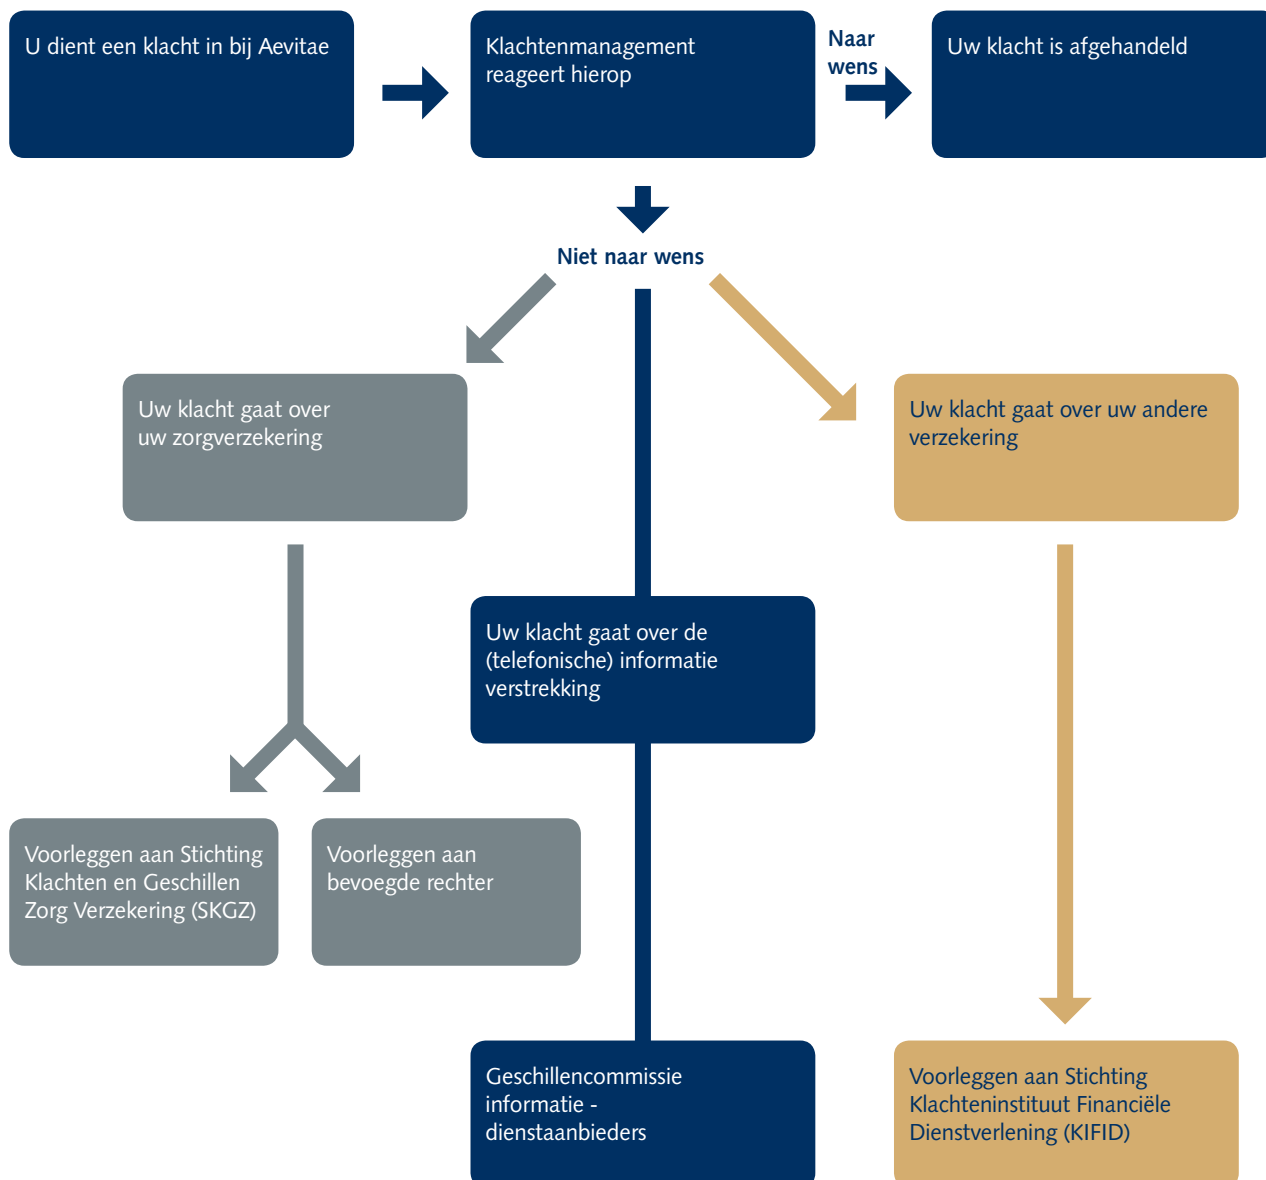 U dient een klacht in bij Aevitae
Klachtenmanagement
reageert hierop
Naar
wens
Uw klacht is afgehandeld
Niet naar wens
Uw klacht gaat over
uw zorgverzekering
Uw klacht gaat over uw andere
verzekering
Uw klacht gaat over de
(telefonische) informatie
verstrekking
Voorleggen aan Stichting
Klachten en Geschillen
Zorg Verzekering (SKGZ)
Voorleggen aan
bevoegde rechter
Geschillencommissie
informatie -
dienstaanbieders
Voorleggen aan Stichting
Klachteninstituut Financiële
Dienstverlening (KIFID)